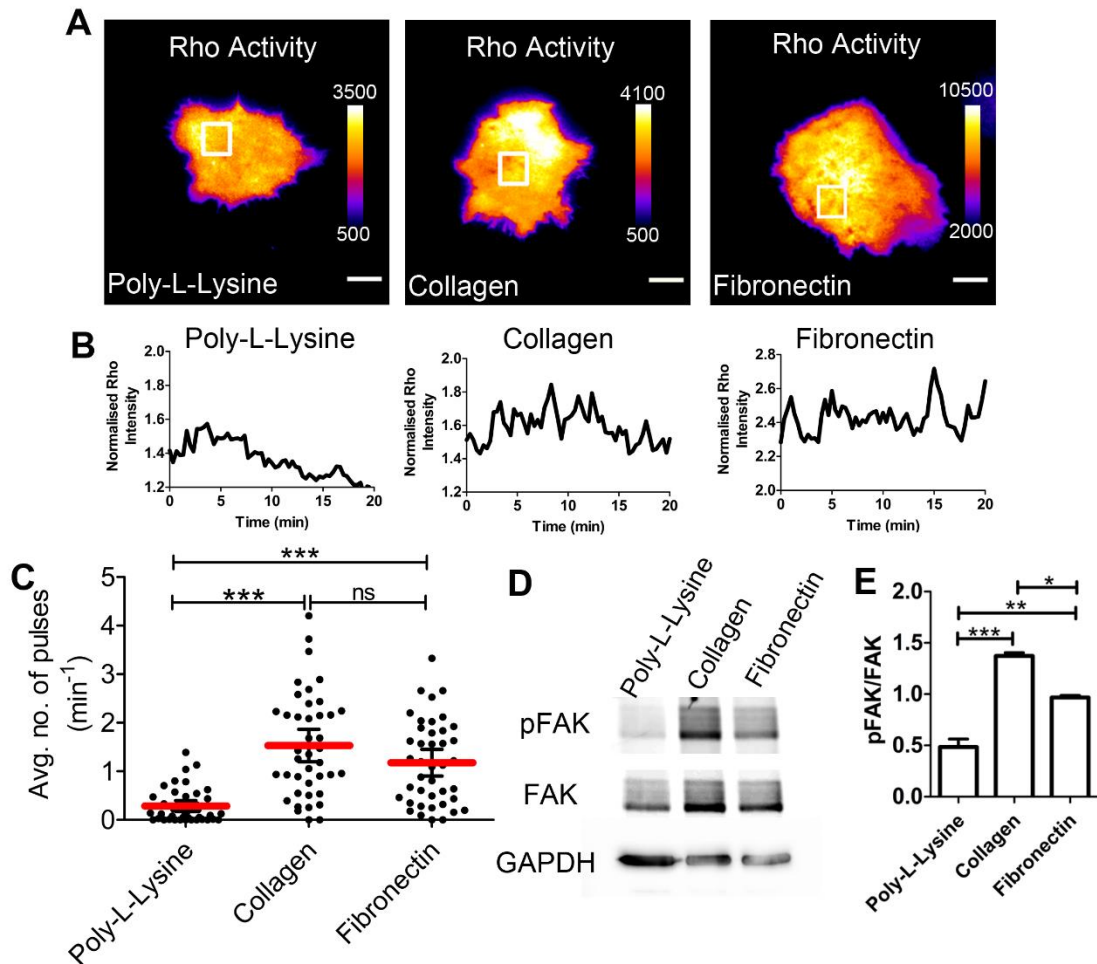 A
Rho Activity
3500
500
Poly-L-Lysine
Rho Activity
4100
500
Collagen
Rho Activity
10500
2000
Fibronectin
B
Poly-L-Lysine
Normalised Rho
Intensity
2.0
1.8
1.6
1.4
1.2
0 5 10 15 20
Time (min)
Collagen
Normalised Rho
Intensity
2.0
1.8
1.6
1.4
1.2
0 5 10 15 20
Time (min)
Fibronectin
Normalised Rho
Intensity
2.8
2.6
2.4
2.2
2.0
0 5 10 15 20
Time (min)
C
***
*** ns
Avg. no. of pulses
(min-1)
5
4
3
2
1
0
Poly-L-Lysine
Collagen
Fibronectin
D
Poly-L-Lysine
Collagen
Fibronectin
pFAK
FAK
GAPDH
E
*
**
***
pFAK/FAK
2.0
1.5
1.0
0.5
0.0
Poly-L-Lysine
Collagen
Fibronectin